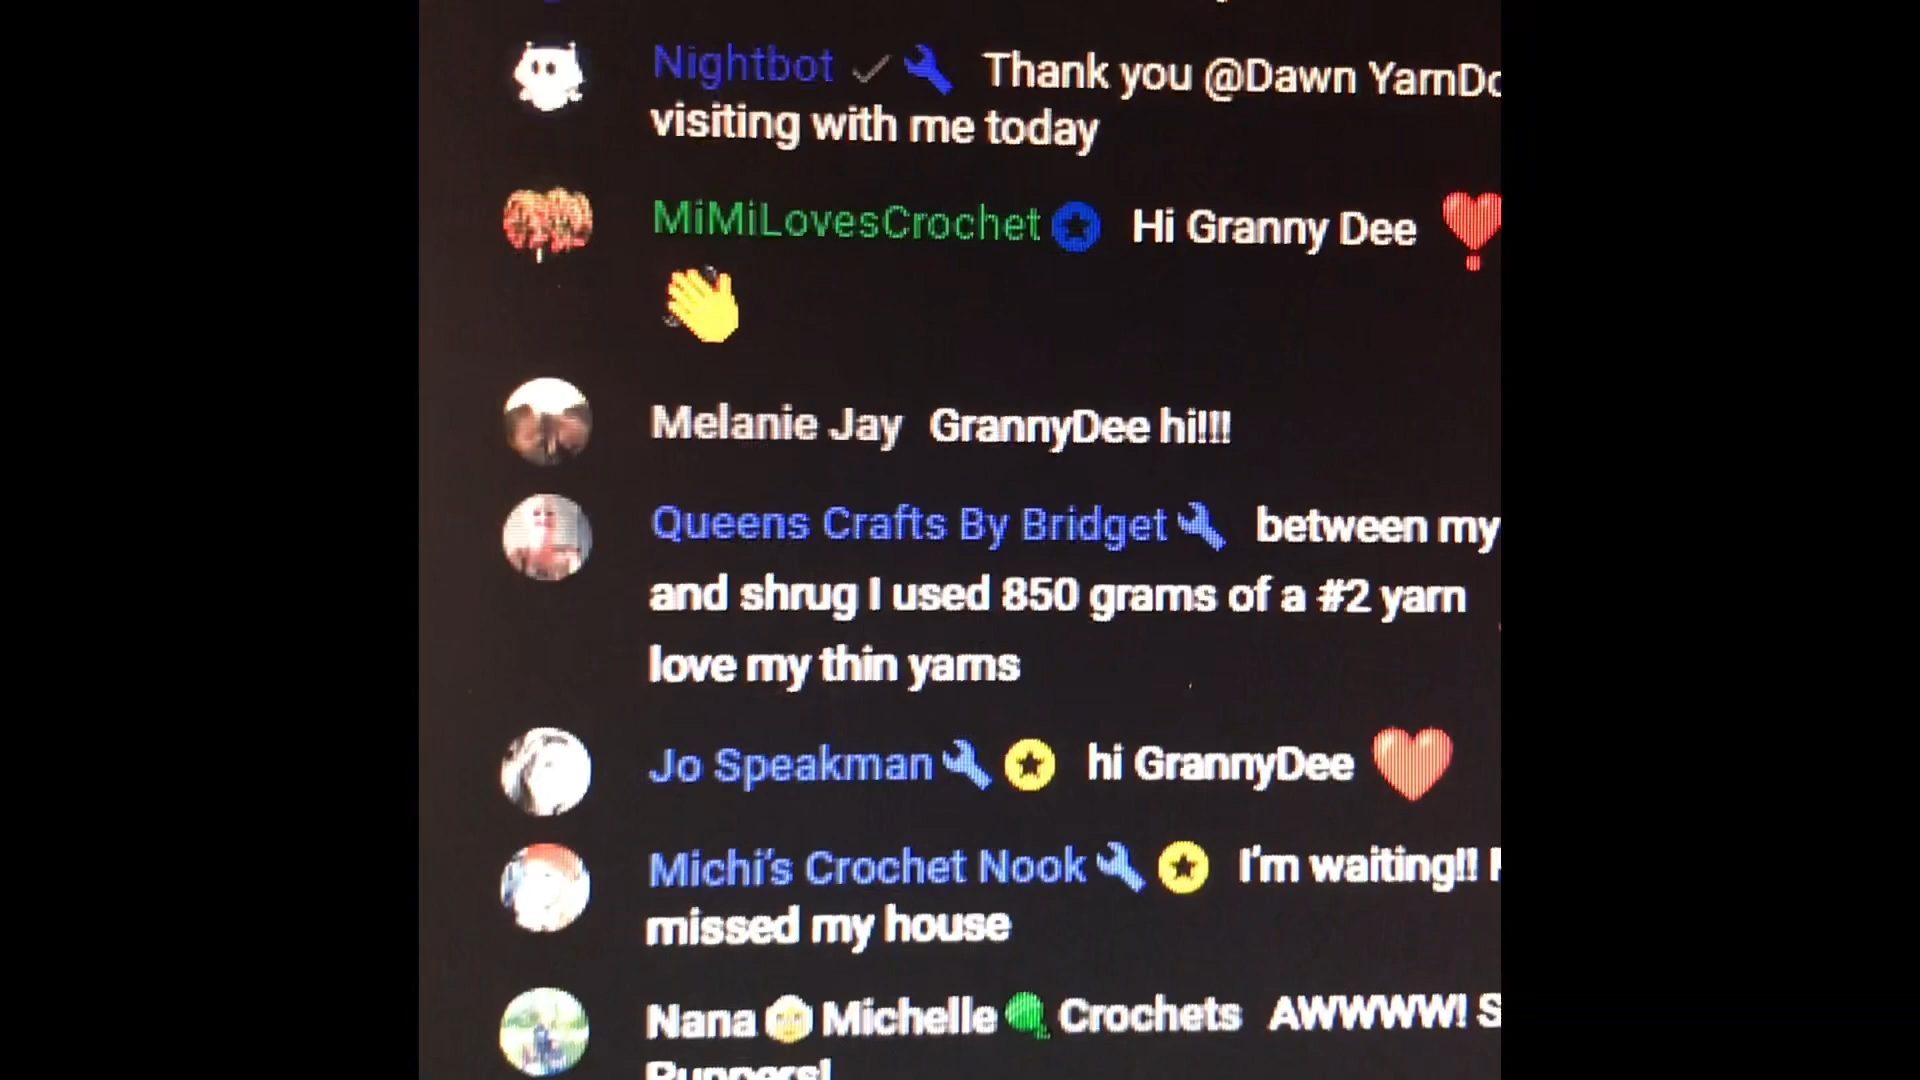 Nightbot Thank you @Dawn YarnDo
visiting with me today
MiMiLovesCrochet Hi Granny Dee
Melanie Jay GrannyDee hi!!!
Queens Crafts By Bridget between my
and shrug I used 850 grams of a #2 yarn
love my thin yarns
Jo Speakman hi GrannyDee
Michi's Crochet Nook I'm waiting!!
missed my house
Nana Michelle Crochets AWWWW! S